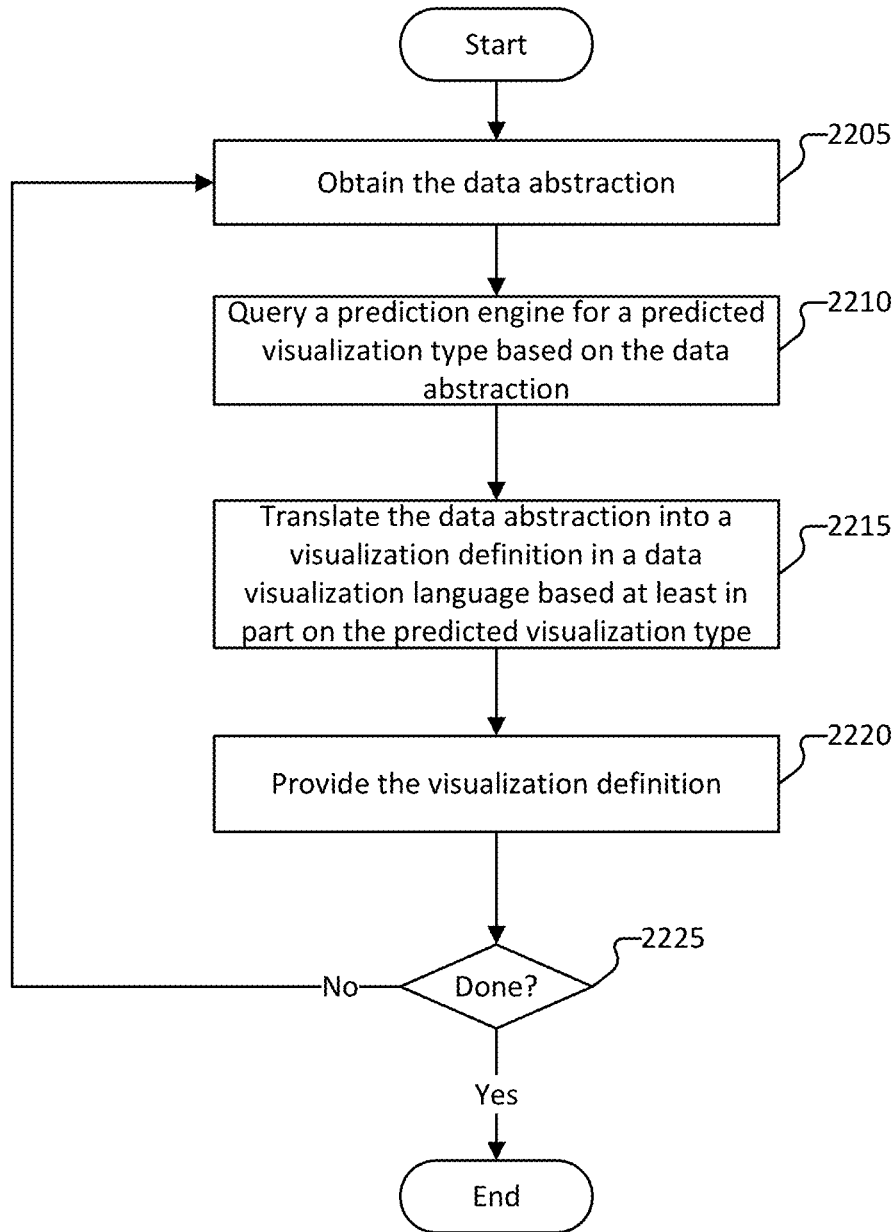 Start
2205
Obtain the data abstraction
2210
Query a prediction engine for a predicted
visualization type based on the data
abstraction
2215
Translate the data abstraction into a
visualization definition in a data
visualization language based at least in
part on the predicted visualization type
2220
Provide the visualization definition
2225
No
Done?
Yes
End